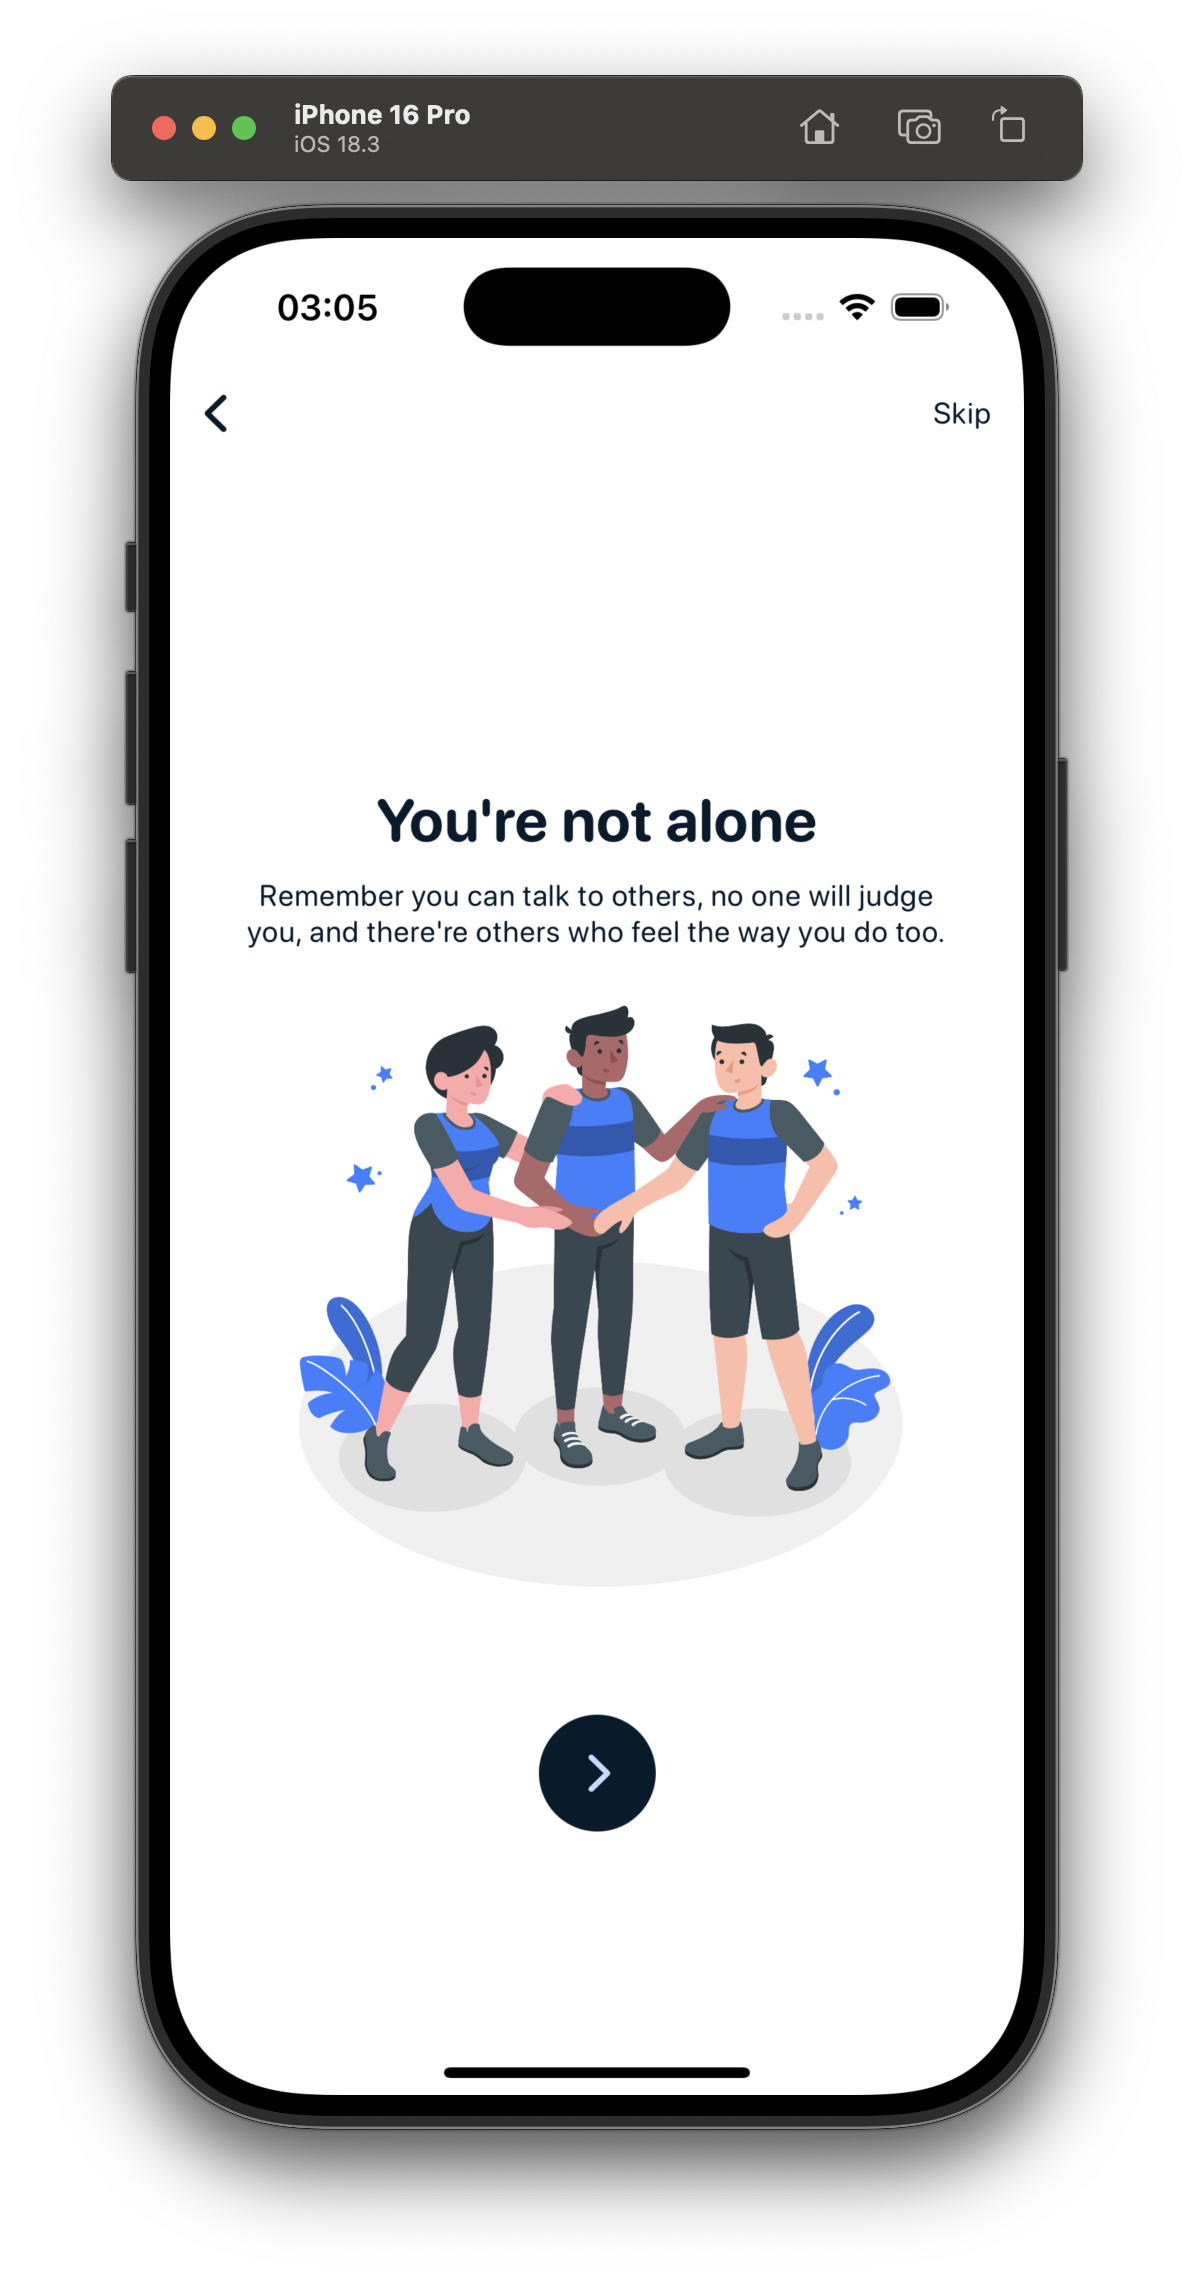 iPhone 16 Pro
iOS 18.3
03:05
Skip
You're not alone
Remember you can talk to others, no one will judge
you, and there're others who feel the way you do too.